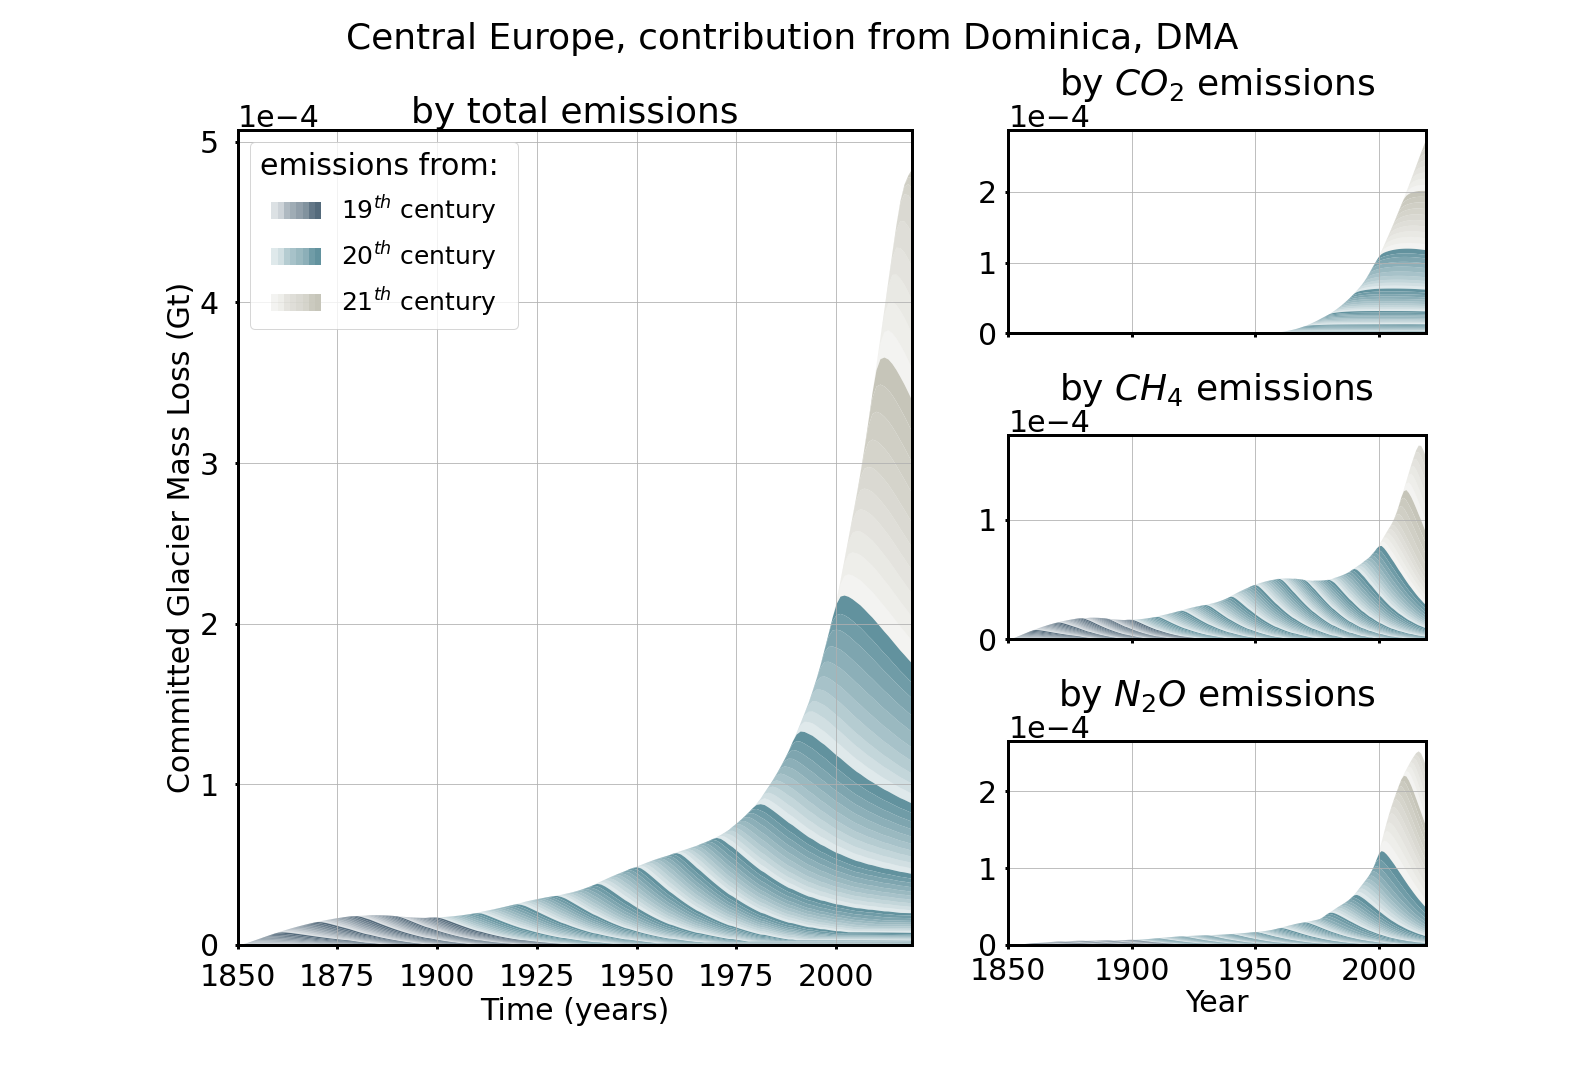 Central Europe, contribution from Dominica, DMA
by total emissions
1e−4
5
4
3
2
1
0
Committed Glacier Mass Loss (Gt)
emissions from:
19th century
20th century
21th century
1850 1875 1900 1925 1950 1975 2000
Time (years)
by CO2 emissions
1e−4
2
1
0
by CH4 emissions
1e−4
1
0
by N2O emissions
1e−4
2
1
0
1850 1900 1950 2000
Year